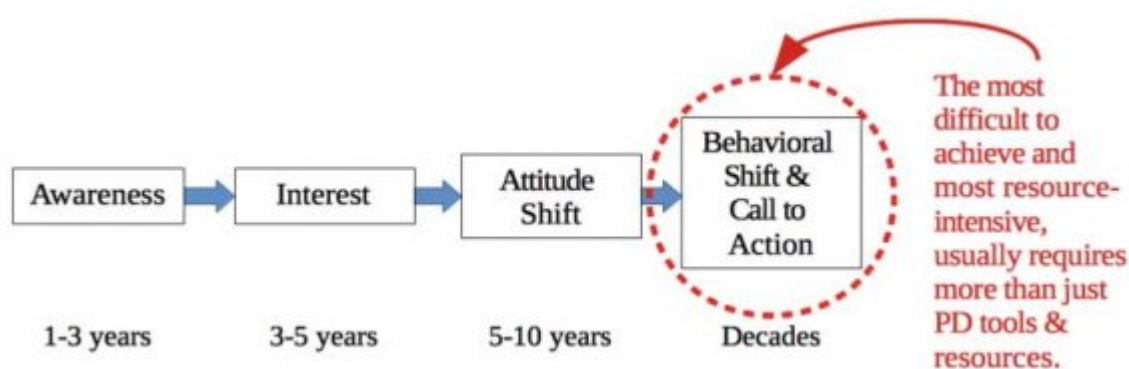 Awareness
Interest
Attitude
Shift
Behavioral
Shift &
Call to
Action
The most
difficult to
achieve and
most resource-
intensive,
usually requires
more than just
PD tools &
resources.
1-3 years
3-5 years
5-10 years
Decades